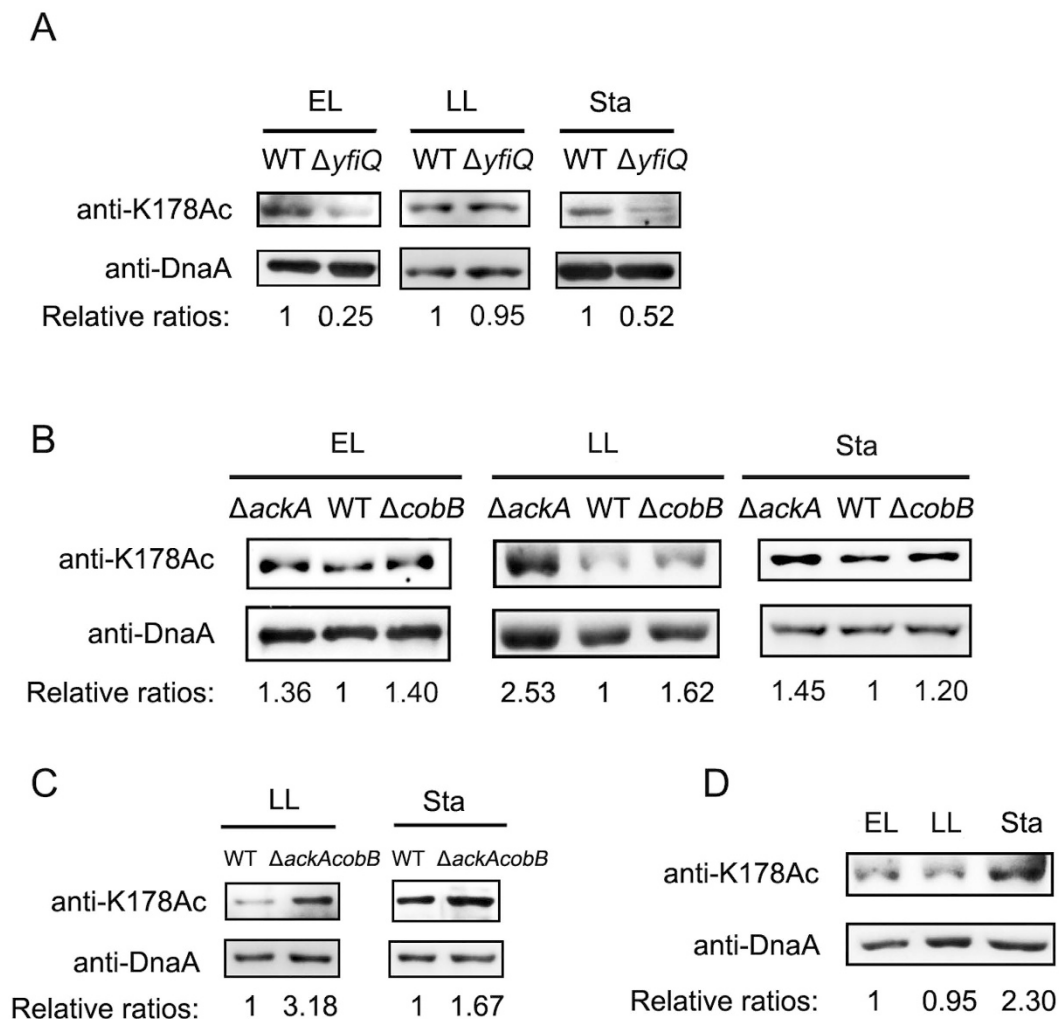 A
EL LL Sta
WT ΔyfiQ WT ΔyfiQ WT ΔyfiQ
anti-K178Ac
anti-DnaA
Relative ratios: 1 0.25 1 0.95 1 0.52
B
EL LL Sta
ΔackA WT ΔcobB ΔackA WT ΔcobB ΔackA WT ΔcobB
anti-K178Ac
anti-DnaA
Relative ratios: 1.36 1 1.40 2.53 1 1.62 1.45 1 1.20
C
LL Sta
WT ΔackAcobB WT ΔackAcobB
anti-K178Ac
anti-DnaA
Relative ratios: 1 3.18 1 1.67
D
EL LL Sta
anti-K178Ac
anti-DnaA
Relative ratios: 1 0.95 2.30